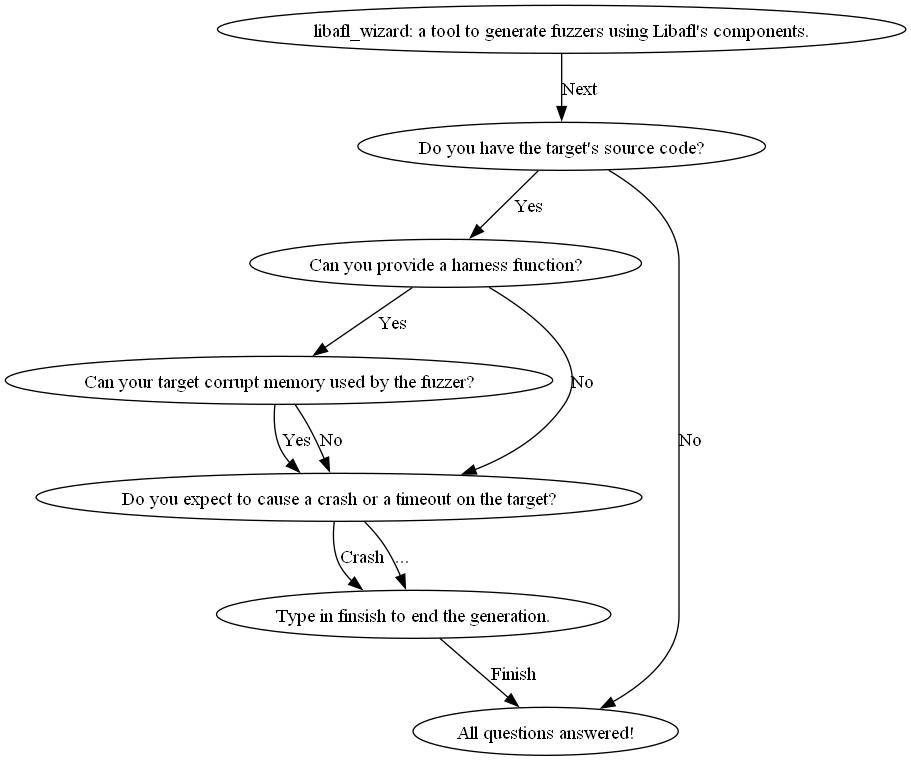 libafl_wizard: a tool to generate fuzzers using Libafl's components.
Next
Do you have the target's source code?
Yes
Can you provide a harness function?
Yes
Can your target corrupt memory used by the fuzzer?
No
Yes
No
No
Do you expect to cause a crash or a timeout on the target?
Crash
...
Type in finsish to end the generation.
Finish
All questions answered!